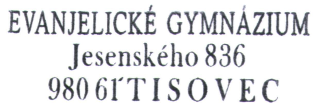 EVANJELICKÉ GYMNÁZIUM
Jesenského 836
980 61 TISOVEC